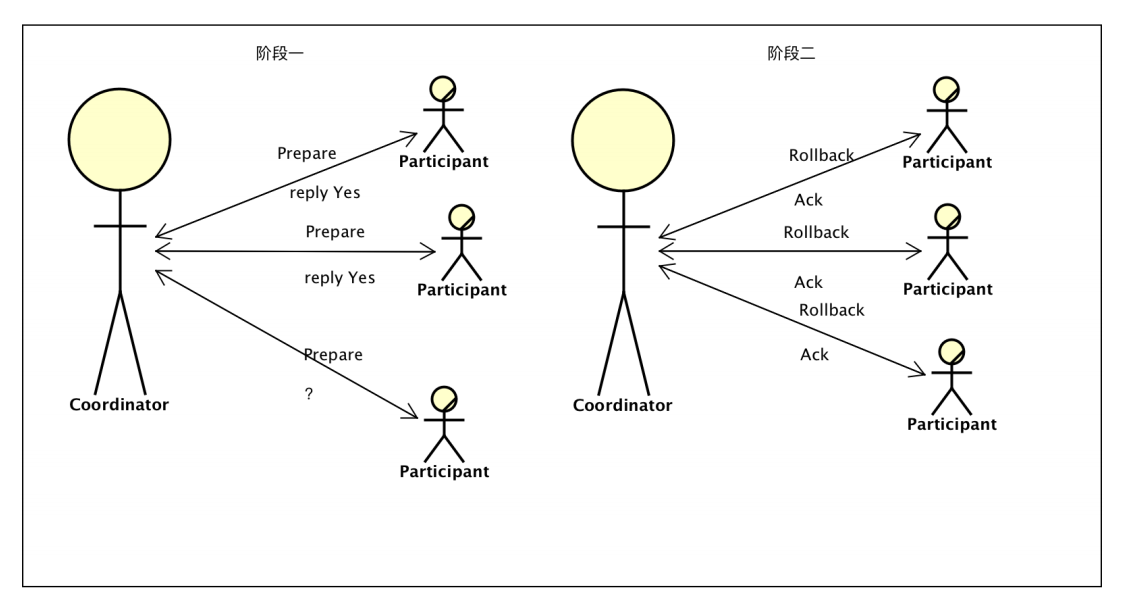 阶段一
Prepare
Participant
reply Yes
Prepare
reply Yes
Participant
Prepare
?
Coordinator
Participant
阶段二
Rollback
Participant
Ack
Rollback
Ack
Participant
Rollback
Ack
Coordinator
Participant